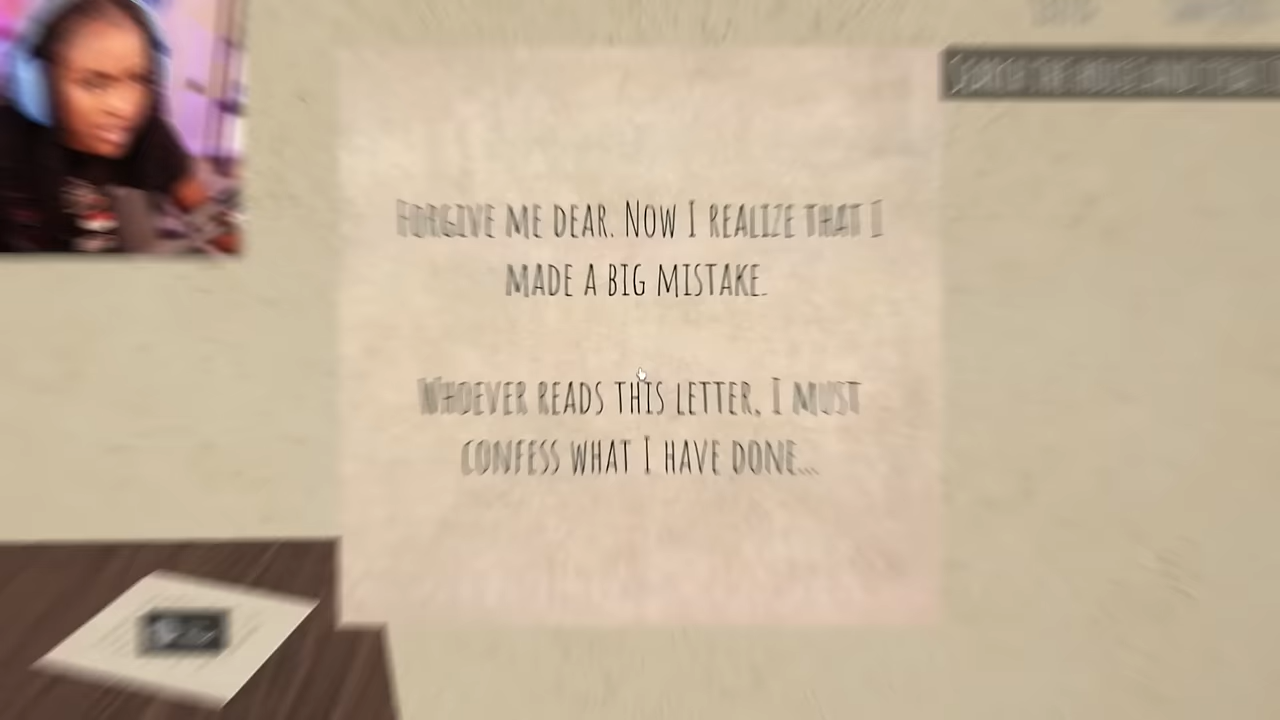 Forgive me dear. Now I realize that I
made a big mistake.
Whoever reads this letter, I must
confess what I have done...